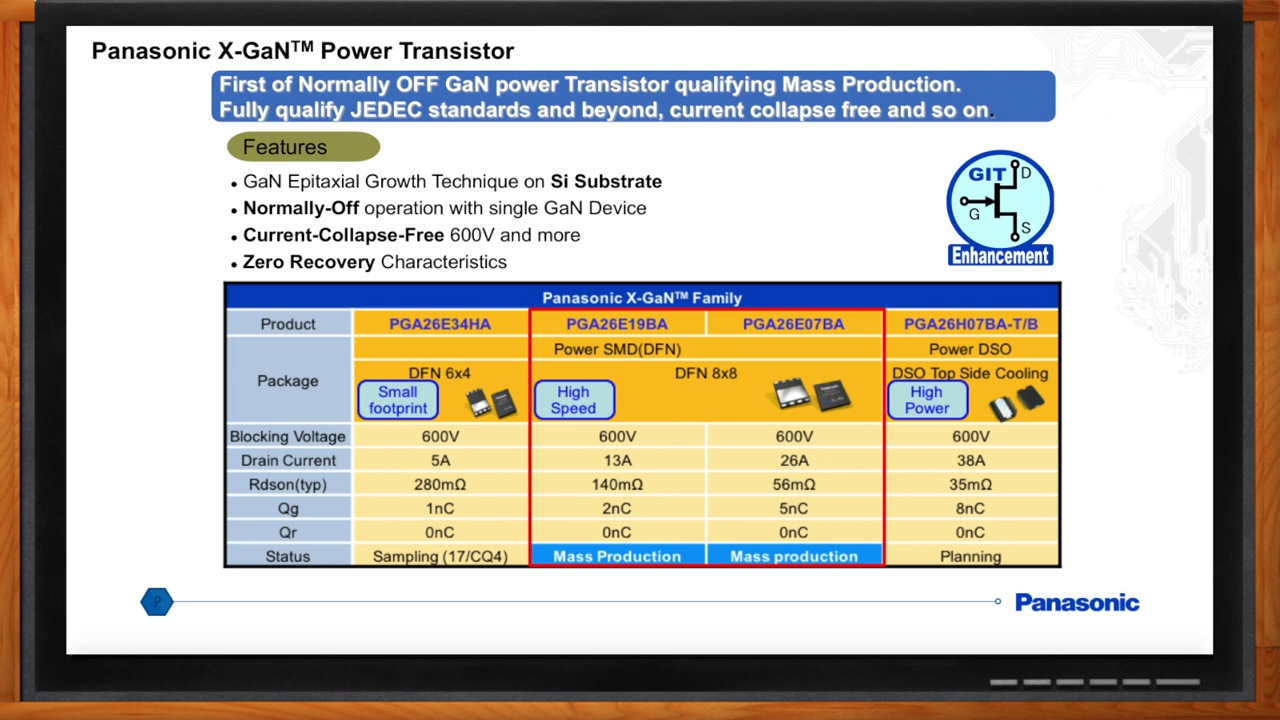 Panasonic X-GaN™ Power Transistor
First of Normally OFF GaN power Transistor qualifying Mass Production.
Fully qualify JEDEC standards and beyond, current collapse free and so on.
Features
• GaN Epitaxial Growth Technique on Si Substrate
• Normally-Off operation with single GaN Device
• Current-Collapse-Free 600V and more
• Zero Recovery Characteristics
GIT
D
G
S
Enhancement
Panasonic X-GaN™ Family
Product PGA26E34HA PGA26E19BA PGA26E07BA PGA26H07BA-T/B
Package
Power SMD(DFN) Power DSO
DFN 6x4 DFN 8x8 DSO Top Side Cooling
Small footprint
High Speed
High Power
Blocking Voltage 600V 600V 600V 600V
Drain Current 5A 13A 26A 38A
Rdson(typ) 280mΩ 140mΩ 56mΩ 35mΩ
Qg 1nC 2nC 5nC 8nC
Qr 0nC 0nC 0nC 0nC
Status Sampling (17/CQ4) Mass Production Mass production Planning
P
Panasonic